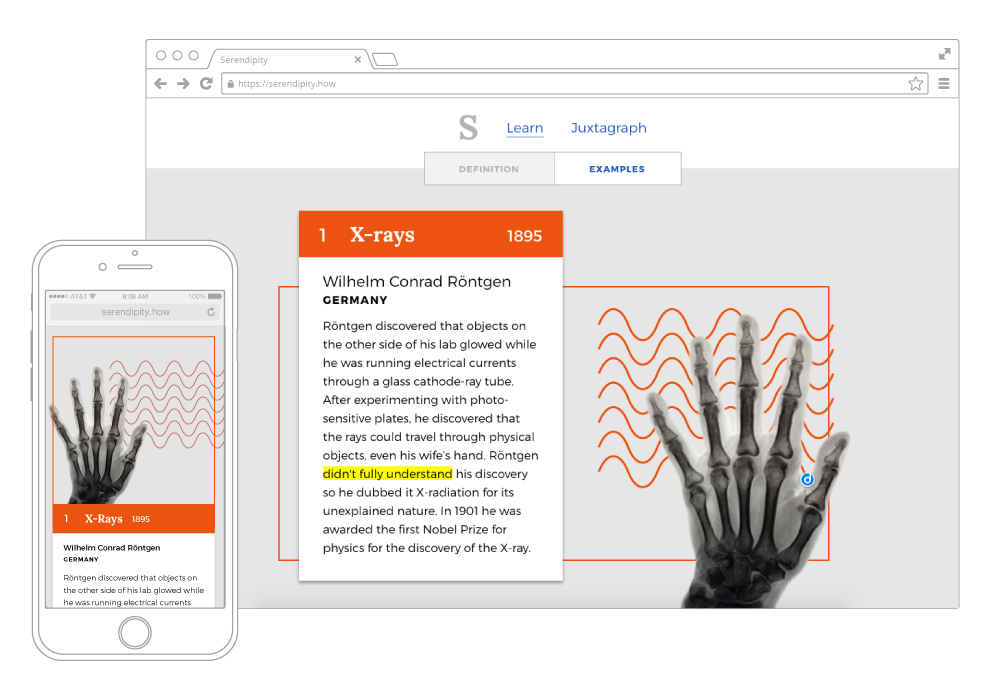 Serendipity
https://serendipity.how
S Learn Juxtagraph
DEFINITION EXAMPLES
1 X-rays 1895
Wilhelm Conrad Röntgen
GERMANY
Röntgen discovered that objects on
the other side of his lab glowed while
he was running electrical currents
through a glass cathode-ray tube.
After experimenting with photo-
sensitive plates, he discovered that
the rays could travel through physical
objects, even his wife's hand. Röntgen
didn't fully understand his discovery
so he dubbed it X-radiation for its
unexplained nature. In 1901 he was
awarded the first Nobel Prize for
physics for the discovery of the X-ray.
d
AT&T 8:08 AM 100%
serendipity.how
1 X-Rays 1895
Wilhelm Conrad Röntgen
GERMANY
Röntgen discovered that objects on
the other side of his lab glowed while
he was running electrical currents